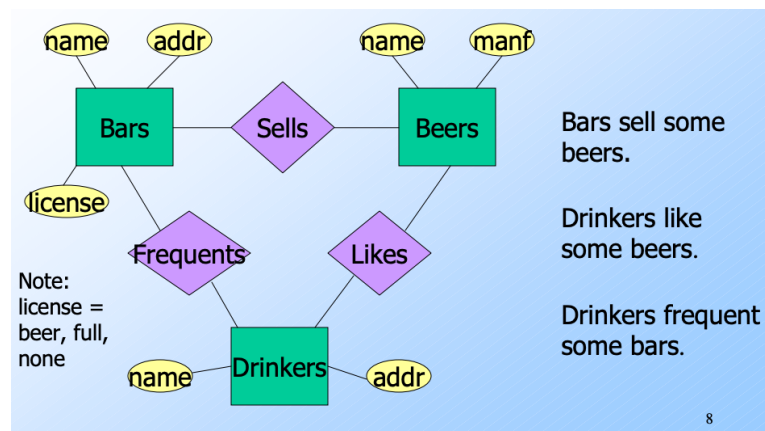 name addr name manf
Bars Sells Beers
license
Frequents Likes
Note:
license =
beer, full,
none
name Drinkers addr
Bars sell some
beers.
Drinkers like
some beers.
Drinkers frequent
some bars.
8